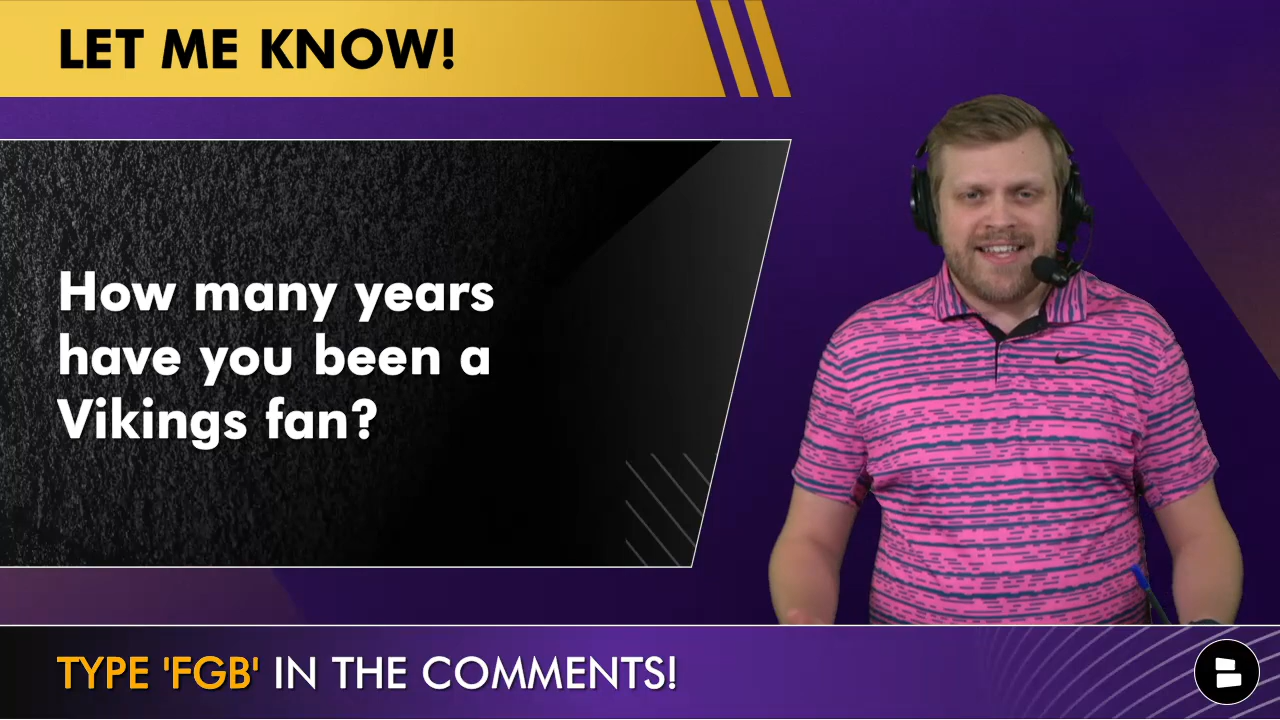 LET ME KNOW!
How many years
have you been a
Vikings fan?
TYPE 'FGB' IN THE COMMENTS!